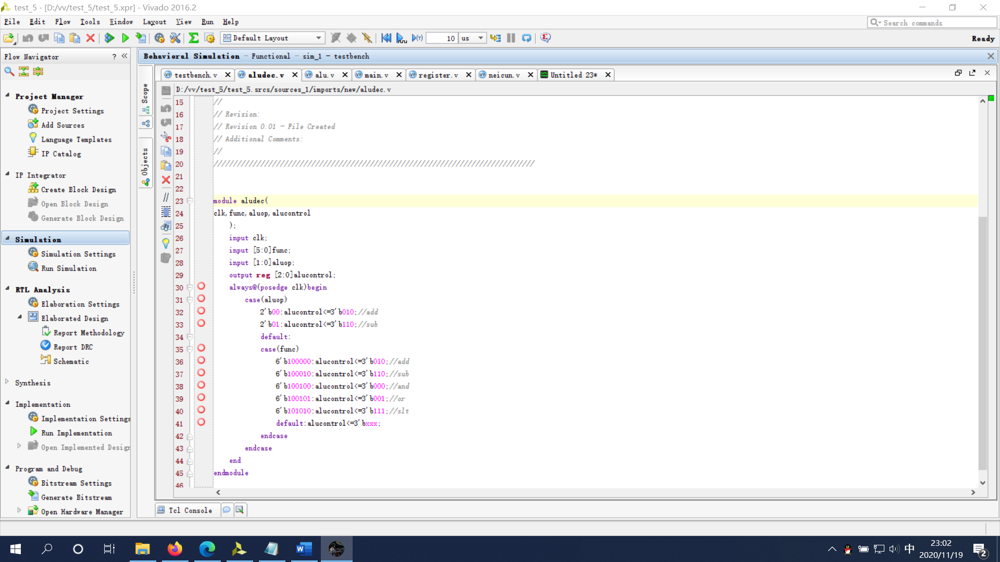 test_5 - [D:/vv/test_5/test_5.xpr] - Vivado 2016.2
File Edit Flow Tools Window Layout View Run Help
Search commands
Default Layout
10 us
Ready
Flow Navigator
Project Manager
Project Settings
Add Sources
Language Templates
IP Catalog
IP Integrator
Create Block Design
Open Block Design
Generate Block Design
Simulation
Simulation Settings
Run Simulation
RTL Analysis
Elaboration Settings
Elaborated Design
Report Methodology
Report DRC
Schematic
Synthesis
Implementation
Implementation Settings
Run Implementation
Open Implemented Design
Program and Debug
Bitstream Settings
Generate Bitstream
Open Hardware Manager
Behavioral Simulation - Functional - sim_1 - testbench
Scope
Objects
testbench.v aludec.v alu.v main.v register.v neicun.v Untitled 23*
D:/vv/test_5/test_5.srcs/sources_1/imports/new/aludec.v
15 //
16 // Revision:
17 // Revision 0.01 - File Created
18 // Additional Comments:
19 //
20 //////////////////////////////////////////////////////////////////////////////////
21
22
23 module aludec(
24 clk,func,aluop,alucontrol
25 );
26 input clk;
27 input [5:0]func;
28 input [1:0]aluop;
29 output reg [2:0]alucontrol;
30 always@(posedge clk)begin
31 case(aluop)
32 2'b00:alucontrol<=3'b010;//add
33 2'b01:alucontrol<=3'b110;//sub
34 default:
35 case(func)
36 6'b100000:alucontrol<=3'b010;//add
37 6'b100010:alucontrol<=3'b110;//sub
38 6'b100100:alucontrol<=3'b000;//and
39 6'b100101:alucontrol<=3'b001;//or
40 6'b101010:alucontrol<=3'b111;//slt
41 default:alucontrol<=3'bxxx;
42 endcase
43 endcase
44 end
45 endmodule
46
Tcl Console
中
23:02
2020/11/19
2